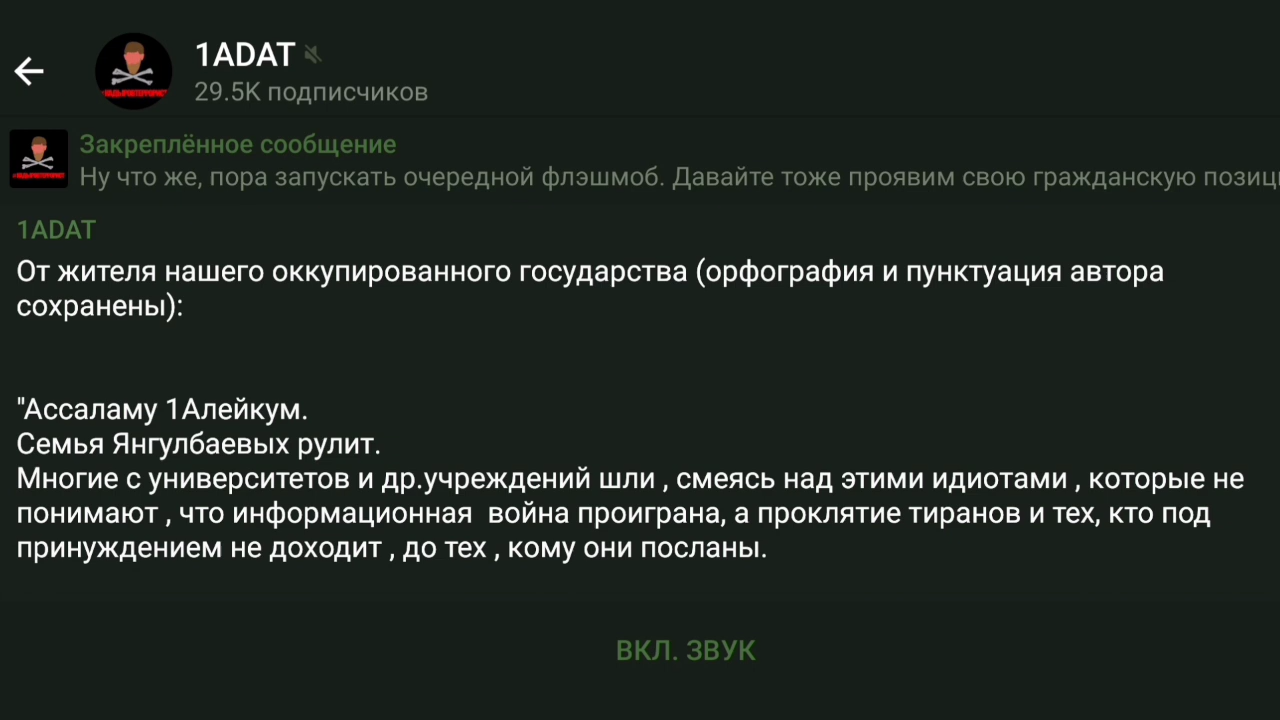 1ADAT
29.5K подписчиков
Закреплённое сообщение
Ну что же, пора запускать очередной флэшмоб. Давайте тоже проявим свою гражданскую позиц
1ADAT
От жителя нашего оккупированного государства (орфография и пунктуация автора
сохранены):
"Ассаламу 1Алейкум.
Семья Янгулбаевых рулит.
Многие с университетов и др.учреждений шли , смеясь над этими идиотами , которые не
понимают , что информационная  война проиграна, а проклятие тиранов и тех, кто под
принуждением не доходит , до тех , кому они посланы.
ВКЛ. ЗВУК